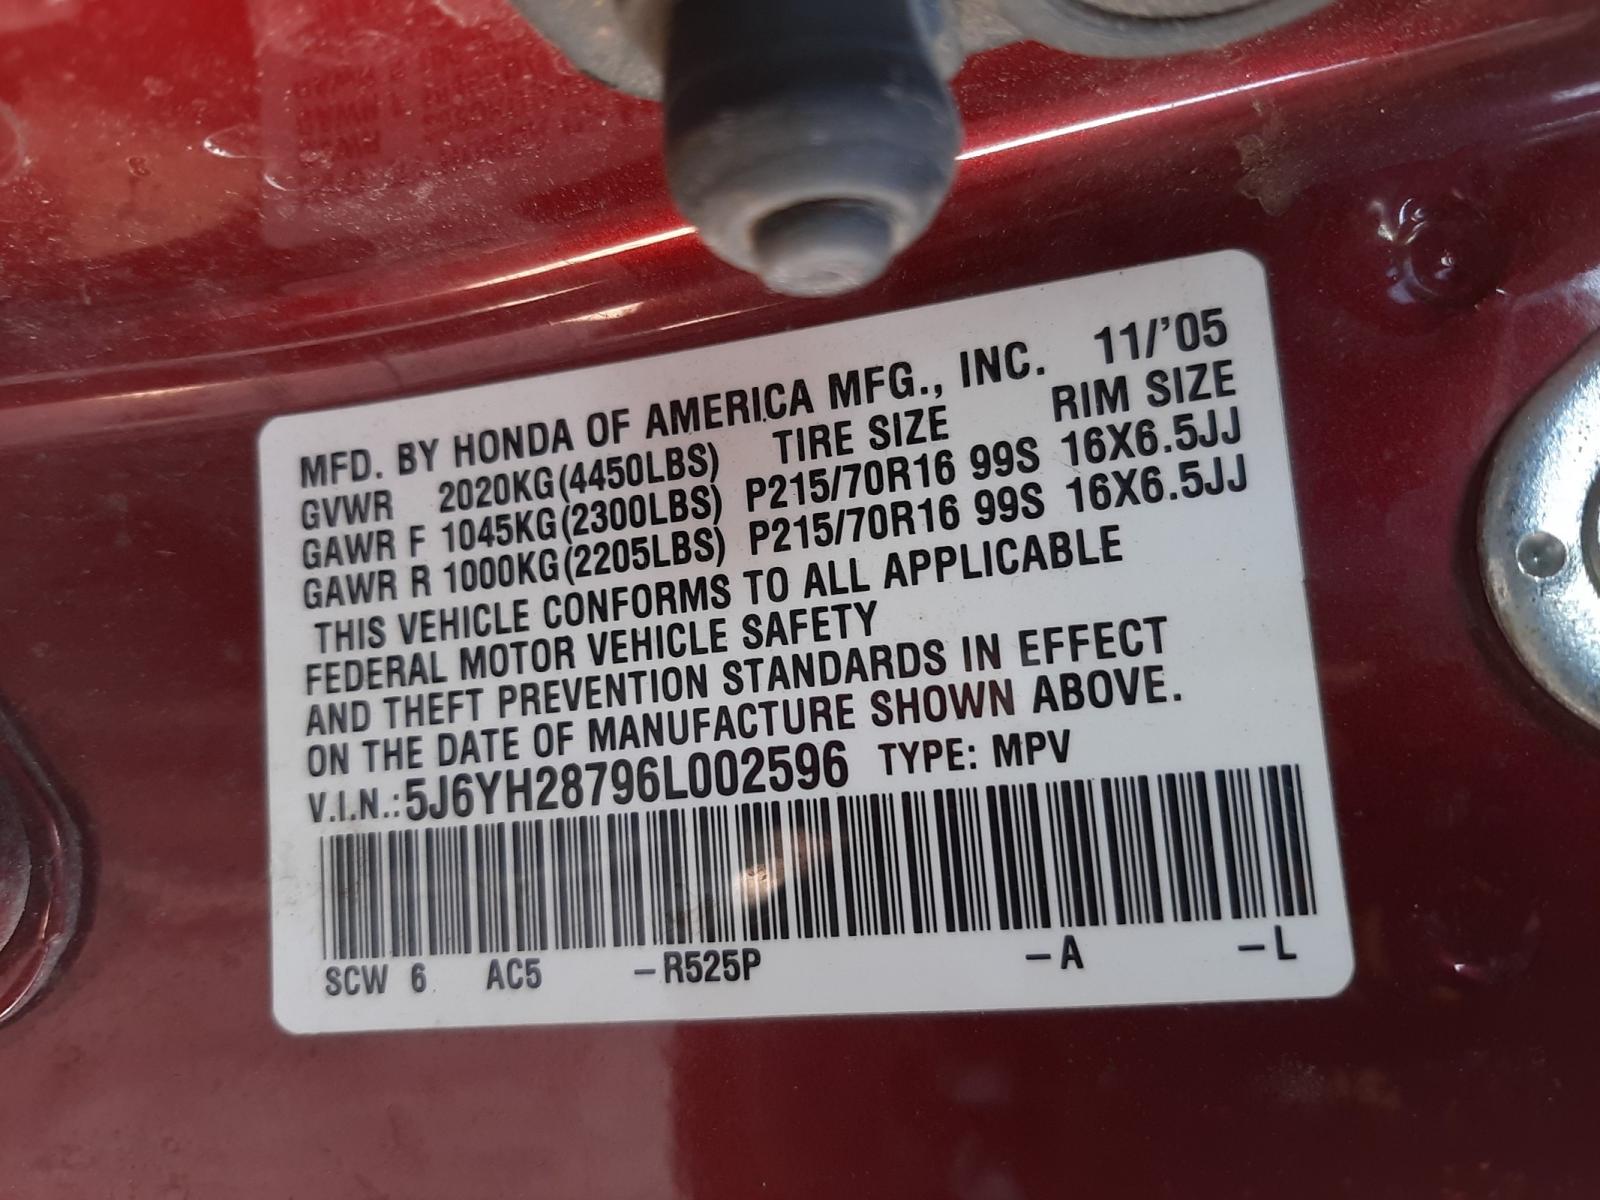 MFD. BY HONDA OF AMERICA MFG., INC. 11/'05
GVWR 2020KG(4450LBS) TIRE SIZE RIM SIZE
GAWR F 1045KG(2300LBS) P215/70R16 99S 16X6.5JJ
GAWR R 1000KG(2205LBS) P215/70R16 99S 16X6.5JJ
THIS VEHICLE CONFORMS TO ALL APPLICABLE
FEDERAL MOTOR VEHICLE SAFETY
AND THEFT PREVENTION STANDARDS IN EFFECT
ON THE DATE OF MANUFACTURE SHOWN ABOVE.
V.I.N.: 5J6YH28796L002596 TYPE: MPV
SCW 6 AC5 –R525P –A –L